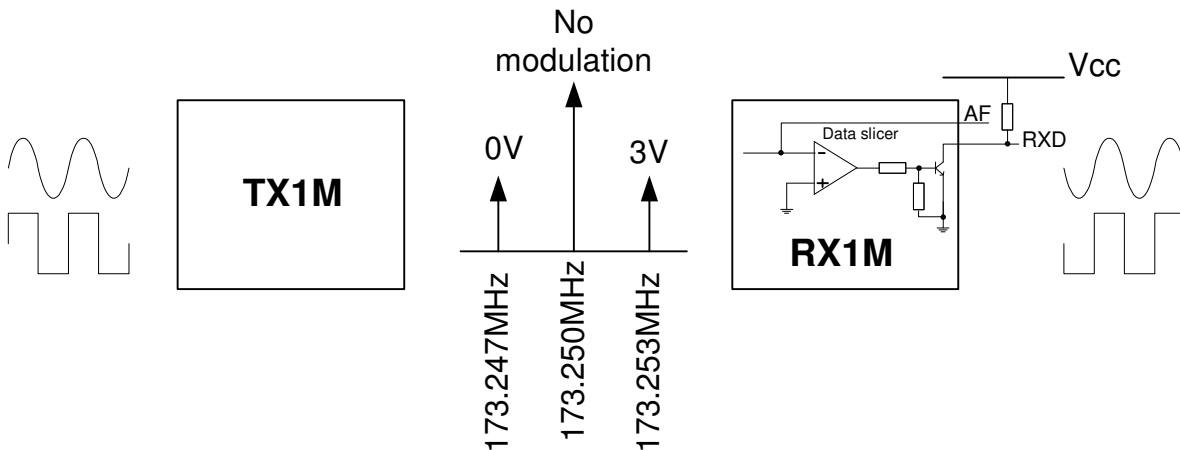 No
modulation
0V
3V
TX1M
173.247MHz
173.250MHz
173.253MHz
Vcc
AF
Data slicer
RXD
−
+
RX1M